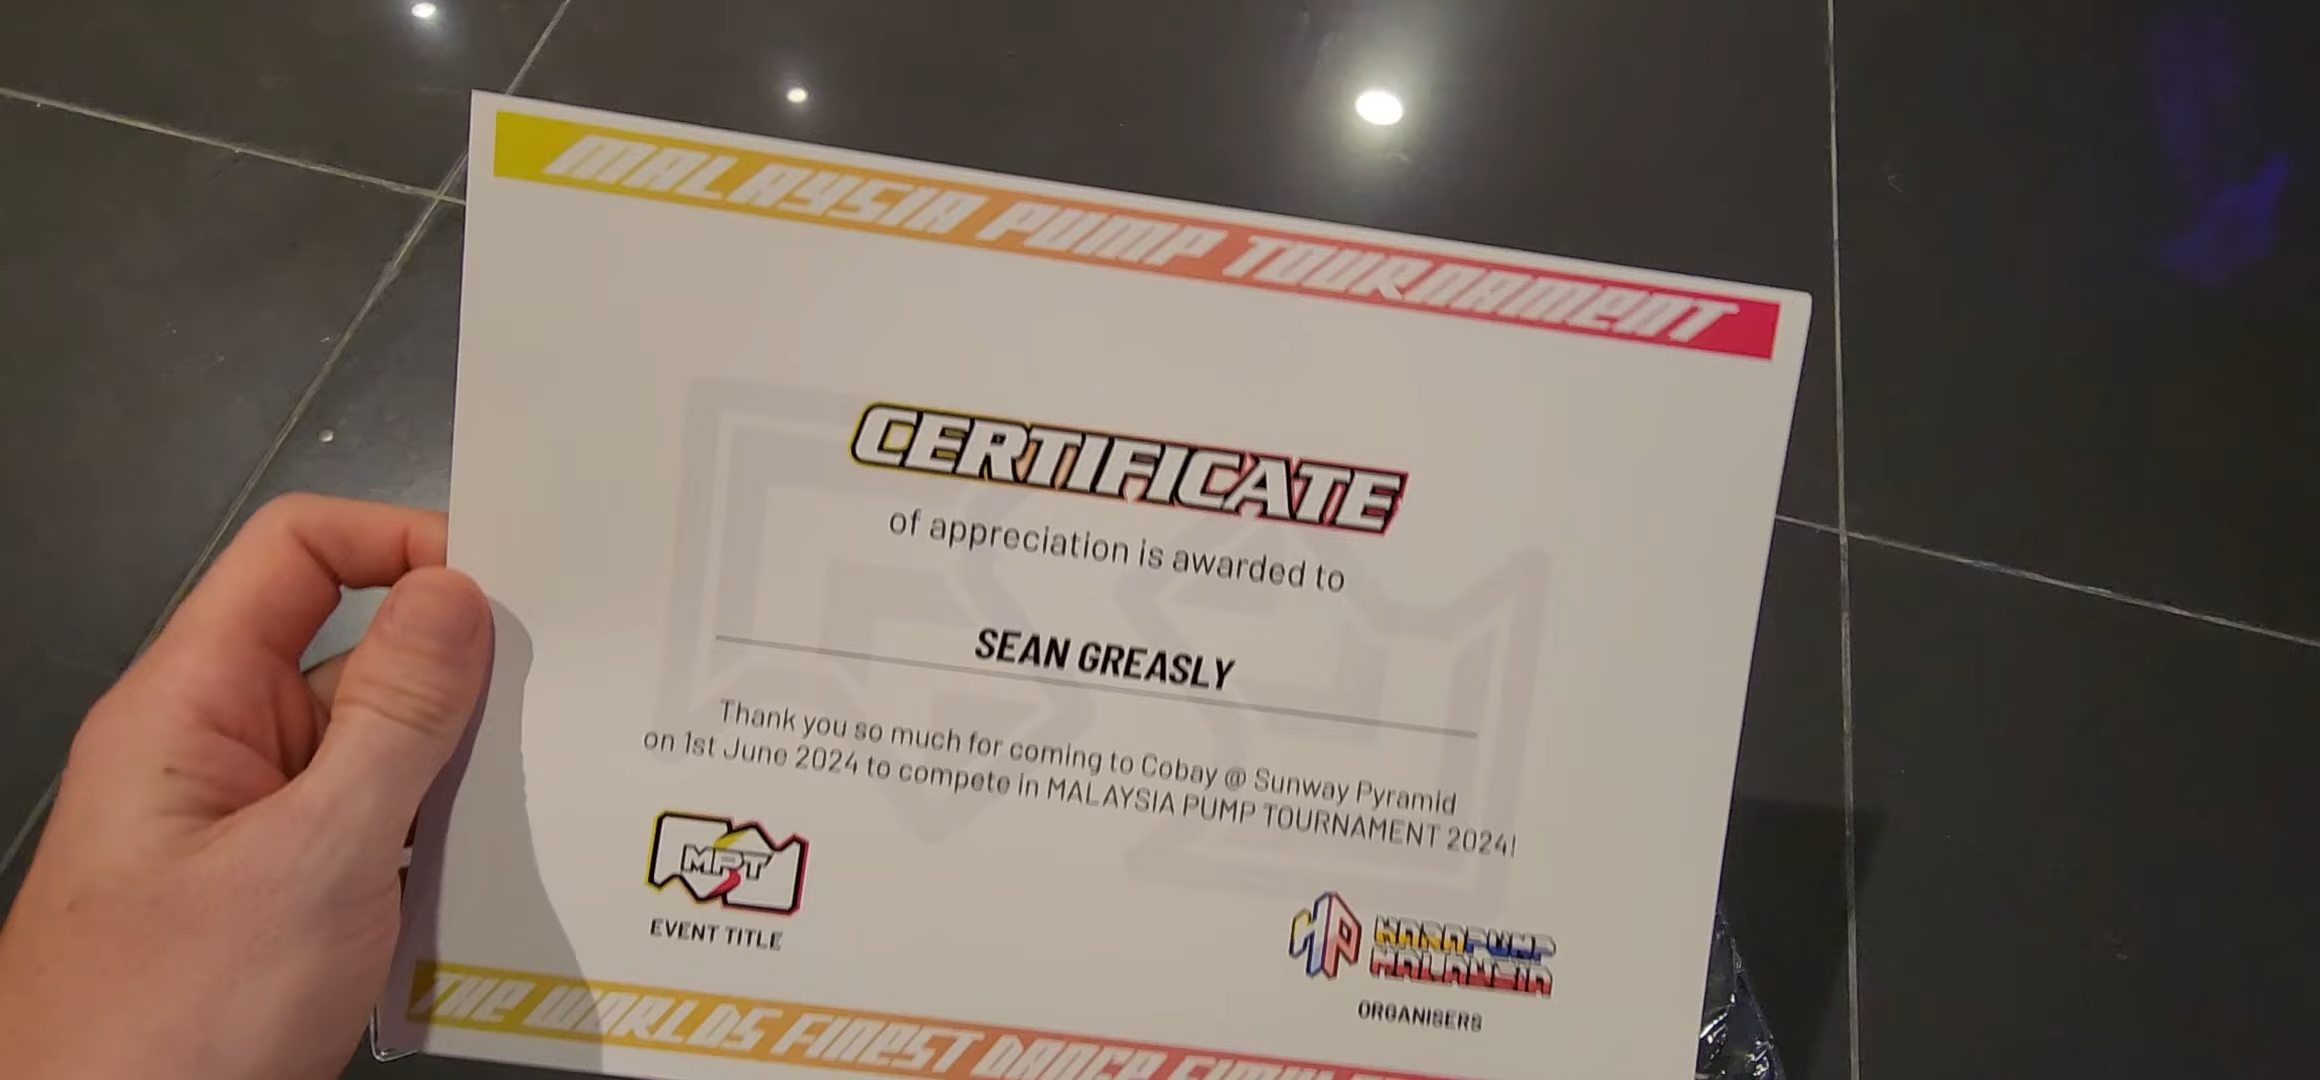 MALAYSIA PUMP TOURNAMENT
CERTIFICATE
of appreciation is awarded to
SEAN GREASLY
Thank you so much for coming to Cobay @ Sunway Pyramid
on 1st June 2024 to compete in MALAYSIA PUMP TOURNAMENT 2024!
MPT
EVENT TITLE
HP
KARAPUMP
MALAYSIA
ORGANISERS
THE WORLDS FINEST DANCE